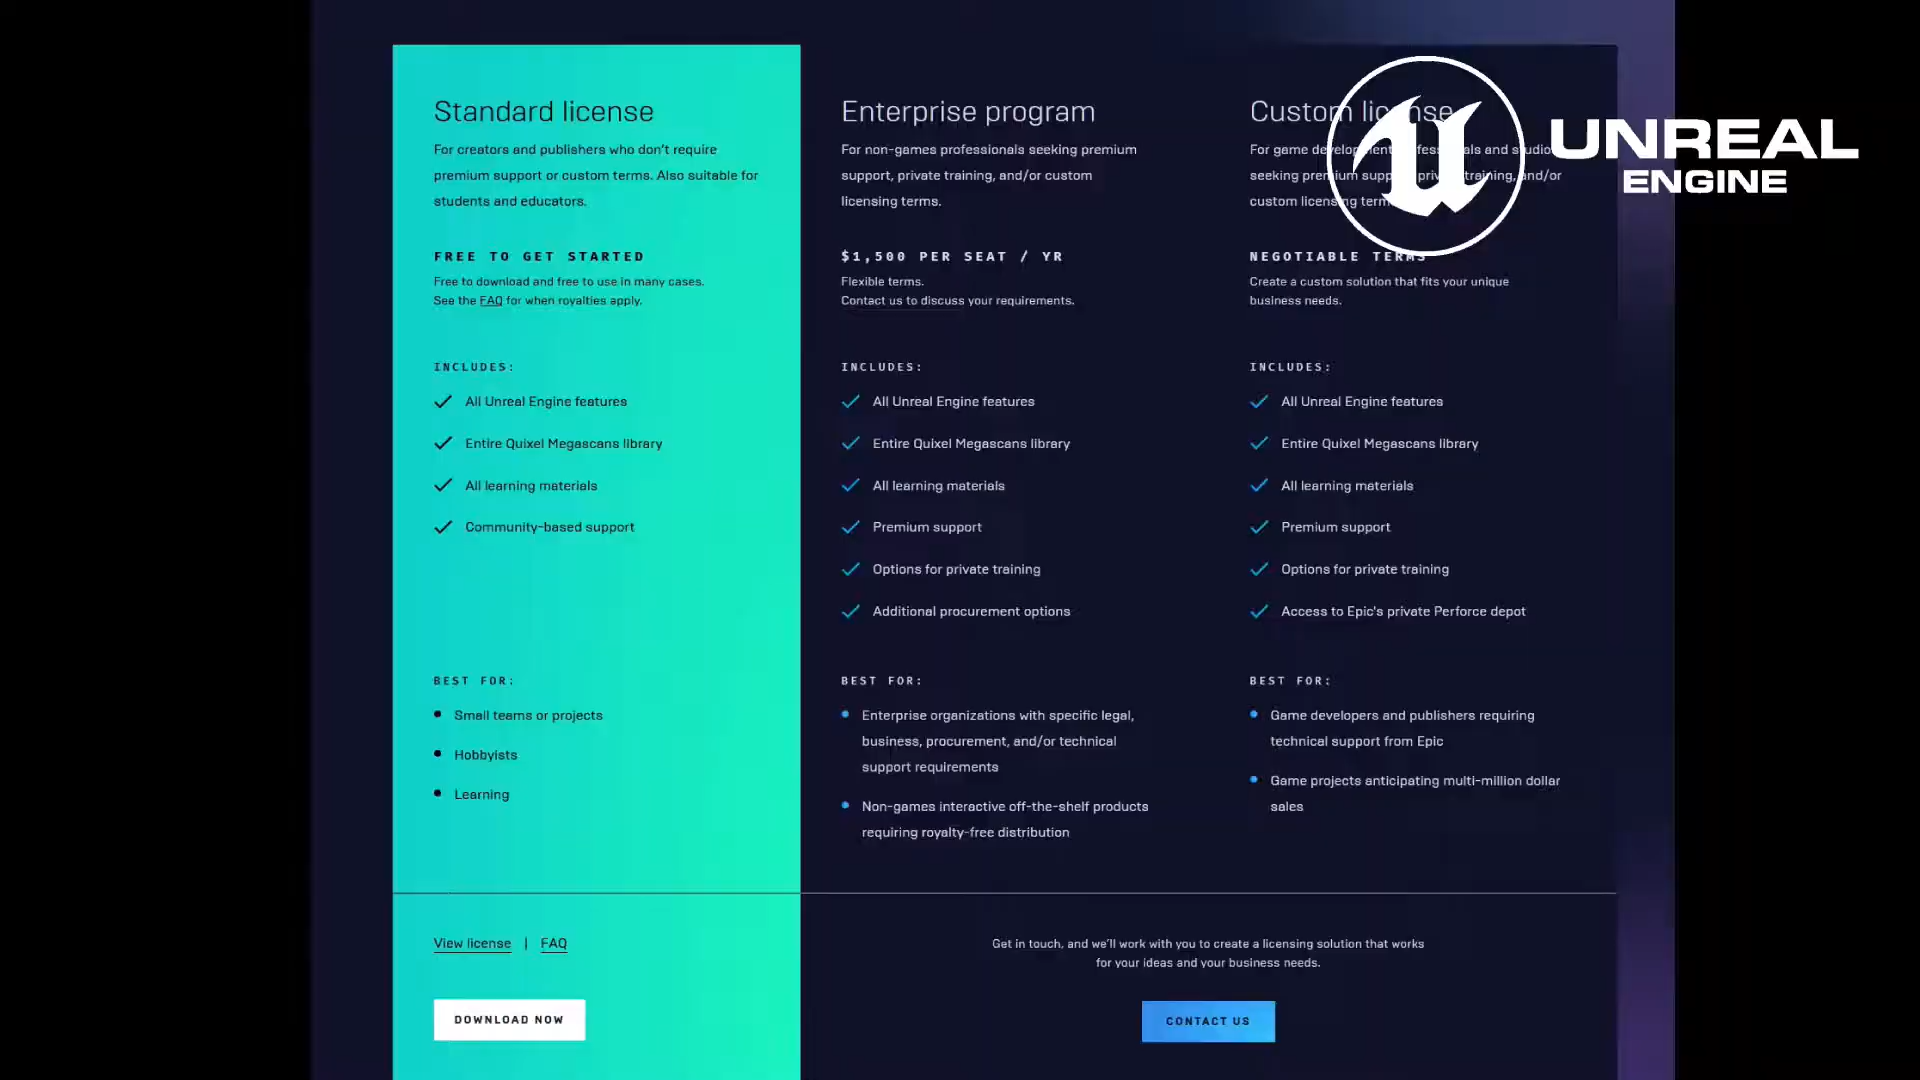 Standard license
For creators and publishers who don't require
premium support or custom terms. Also suitable for
students and educators.
FREE TO GET STARTED
Free to download and free to use in many cases.
See the FAQ for when royalties apply.
INCLUDES:
All Unreal Engine features
Entire Quixel Megascans library
All learning materials
Community-based support
BEST FOR:
Small teams or projects
Hobbyists
Learning
View license | FAQ
DOWNLOAD NOW
Enterprise program
For non-games professionals seeking premium
support, private training, and/or custom
licensing terms.
$1,500 PER SEAT / YR
Flexible terms.
Contact us to discuss your requirements.
INCLUDES:
All Unreal Engine features
Entire Quixel Megascans library
All learning materials
Premium support
Options for private training
Additional procurement options
BEST FOR:
Enterprise organizations with specific legal,
business, procurement, and/or technical
support requirements
Non-games interactive off-the-shelf products
requiring royalty-free distribution
Custom license
For game development and studio
seeking premium training, and/or
custom licensing
NEGOTIABLE TERMS
Create a custom solution that fits your unique
business needs.
INCLUDES:
All Unreal Engine features
Entire Quixel Megascans library
All learning materials
Premium support
Options for private training
Access to Epic's private Perforce depot
BEST FOR:
Game developers and publishers requiring
technical support from Epic
Game projects anticipating multi-million dollar
sales
Get in touch, and we'll work with you to create a licensing solution that works
for your ideas and your business needs.
CONTACT US
UNREAL
ENGINE